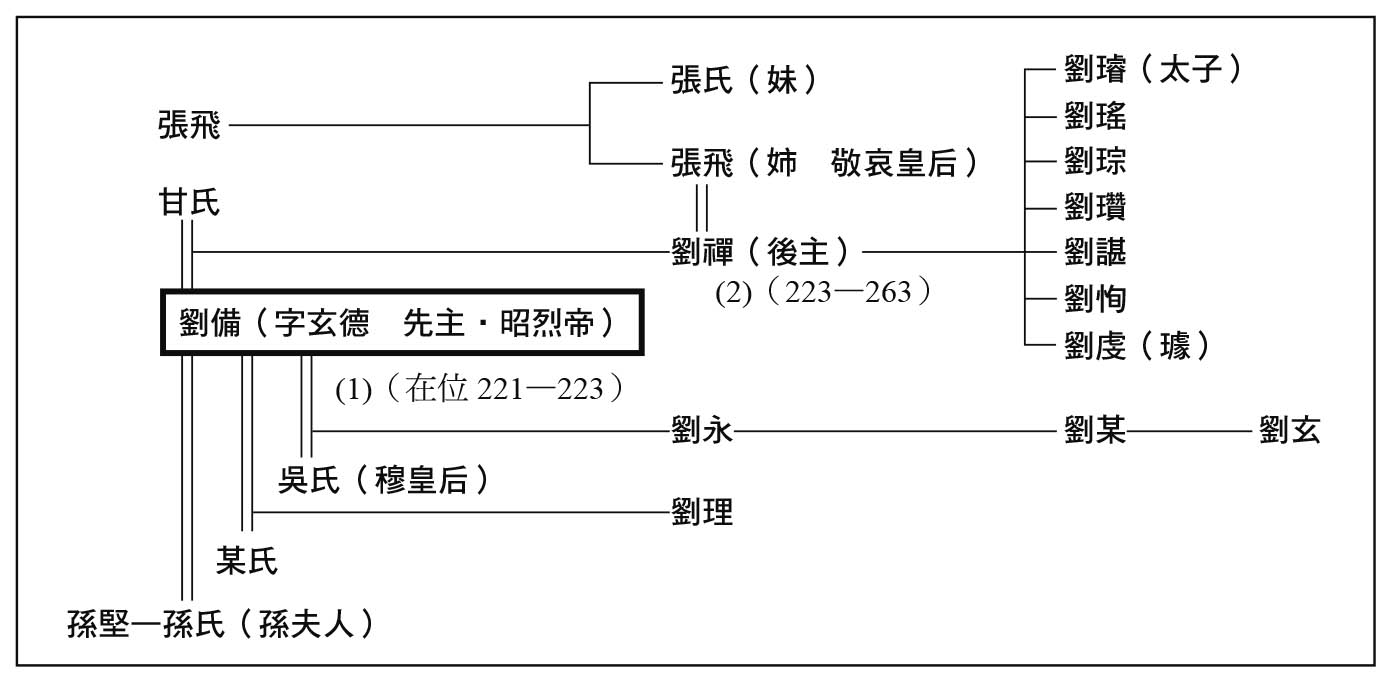 張氏（妹）
劉璿（太子）
張飛
劉瑤
張飛（姉　敬哀皇后）
劉琮
甘氏
劉瓚
劉禪（後主）
劉諶
(2)（223—263）
劉恂
劉備（字玄德　先主・昭烈帝）
劉虔（璩）
(1)（在位 221—223）
劉永
劉某
劉玄
吳氏（穆皇后）
劉理
某氏
孫堅—孫氏（孫夫人）